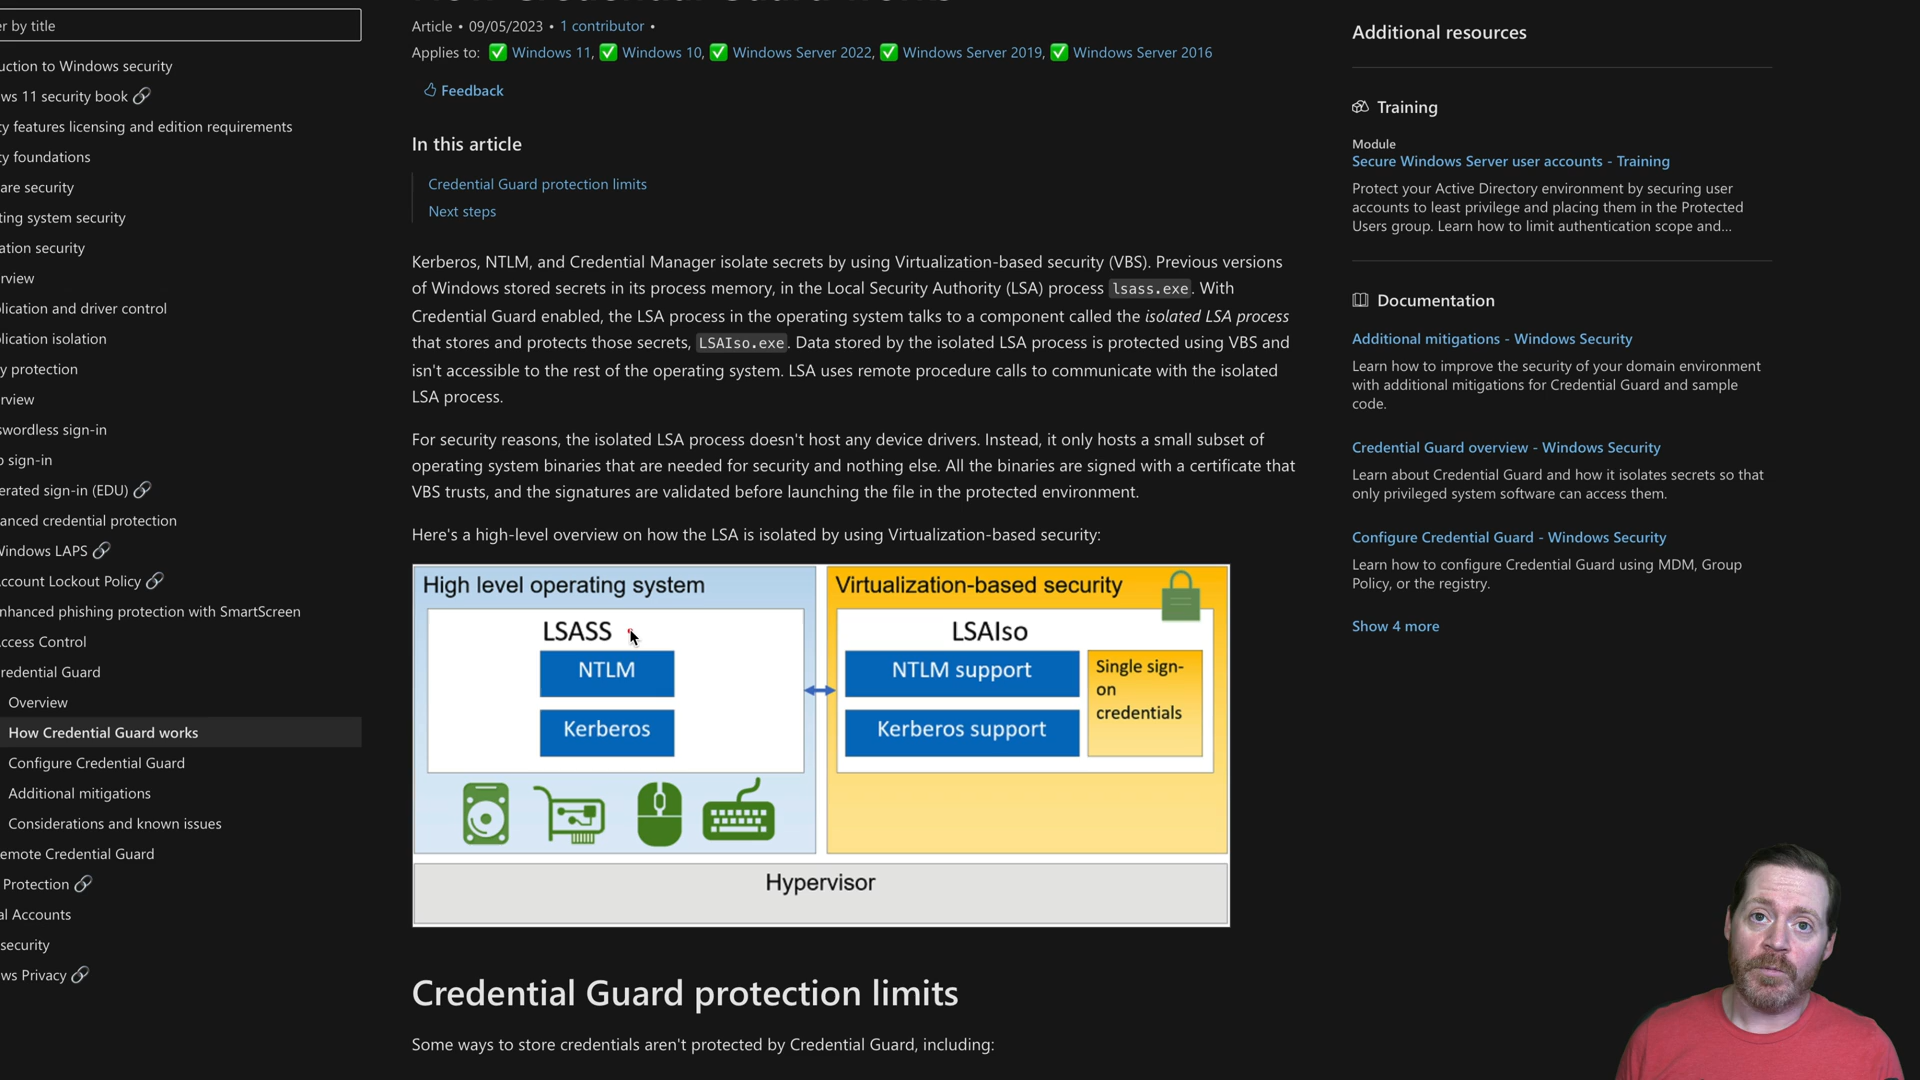 er by title
uction to Windows security
ws 11 security book
y features licensing and edition requirements
y foundations
are security
ting system security
ation security
rview
plication and driver control
lication isolation
y protection
rview
swordless sign-in
o sign-in
erated sign-in (EDU)
anced credential protection
Windows LAPS
ccount Lockout Policy
nhanced phishing protection with SmartScreen
ccess Control
redential Guard
Overview
How Credential Guard works
Configure Credential Guard
Additional mitigations
Considerations and known issues
emote Credential Guard
Protection
al Accounts
security
ws Privacy
How Credential Guard works
Article • 09/05/2023 • 1 contributor •
Applies to: ✅ Windows 11, ✅ Windows 10, ✅ Windows Server 2022, ✅ Windows Server 2019, ✅ Windows Server 2016
Feedback
In this article
Credential Guard protection limits
Next steps
Kerberos, NTLM, and Credential Manager isolate secrets by using Virtualization-based security (VBS). Previous versions
of Windows stored secrets in its process memory, in the Local Security Authority (LSA) process lsass.exe. With
Credential Guard enabled, the LSA process in the operating system talks to a component called the isolated LSA process
that stores and protects those secrets, LSAIso.exe. Data stored by the isolated LSA process is protected using VBS and
isn't accessible to the rest of the operating system. LSA uses remote procedure calls to communicate with the isolated
LSA process.
For security reasons, the isolated LSA process doesn't host any device drivers. Instead, it only hosts a small subset of
operating system binaries that are needed for security and nothing else. All the binaries are signed with a certificate that
VBS trusts, and the signatures are validated before launching the file in the protected environment.
Here's a high-level overview on how the LSA is isolated by using Virtualization-based security:
High level operating system
LSASS
NTLM
Kerberos
Virtualization-based security
LSAIso
NTLM support
Kerberos support
Single sign-
on
credentials
Hypervisor
Credential Guard protection limits
Some ways to store credentials aren't protected by Credential Guard, including:
Additional resources
Training
Module
Secure Windows Server user accounts - Training
Protect your Active Directory environment by securing user
accounts to least privilege and placing them in the Protected
Users group. Learn how to limit authentication scope and...
Documentation
Additional mitigations - Windows Security
Learn how to improve the security of your domain environment
with additional mitigations for Credential Guard and sample
code.
Credential Guard overview - Windows Security
Learn about Credential Guard and how it isolates secrets so that
only privileged system software can access them.
Configure Credential Guard - Windows Security
Learn how to configure Credential Guard using MDM, Group
Policy, or the registry.
Show 4 more